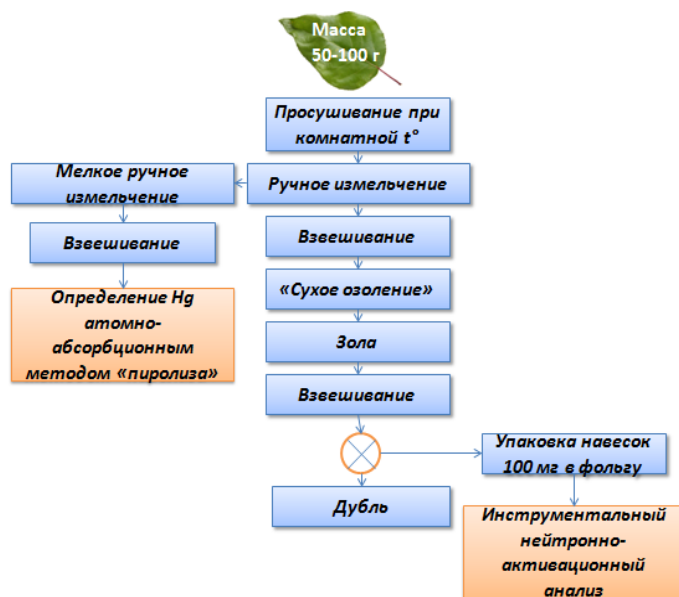 Масса
50-100 г
Просушивание при
комнатной t°
Мелкое ручное
измельчение
Ручное измельчение
Взвешивание
Взвешивание
«Сухое озоление»
Определение Hg
атомно-
абсорбционным
методом «пиролиза»
Зола
Взвешивание
Упаковка навесок
100 мг в фольгу
Дубль
Инструментальный
нейтронно-
активационный
анализ